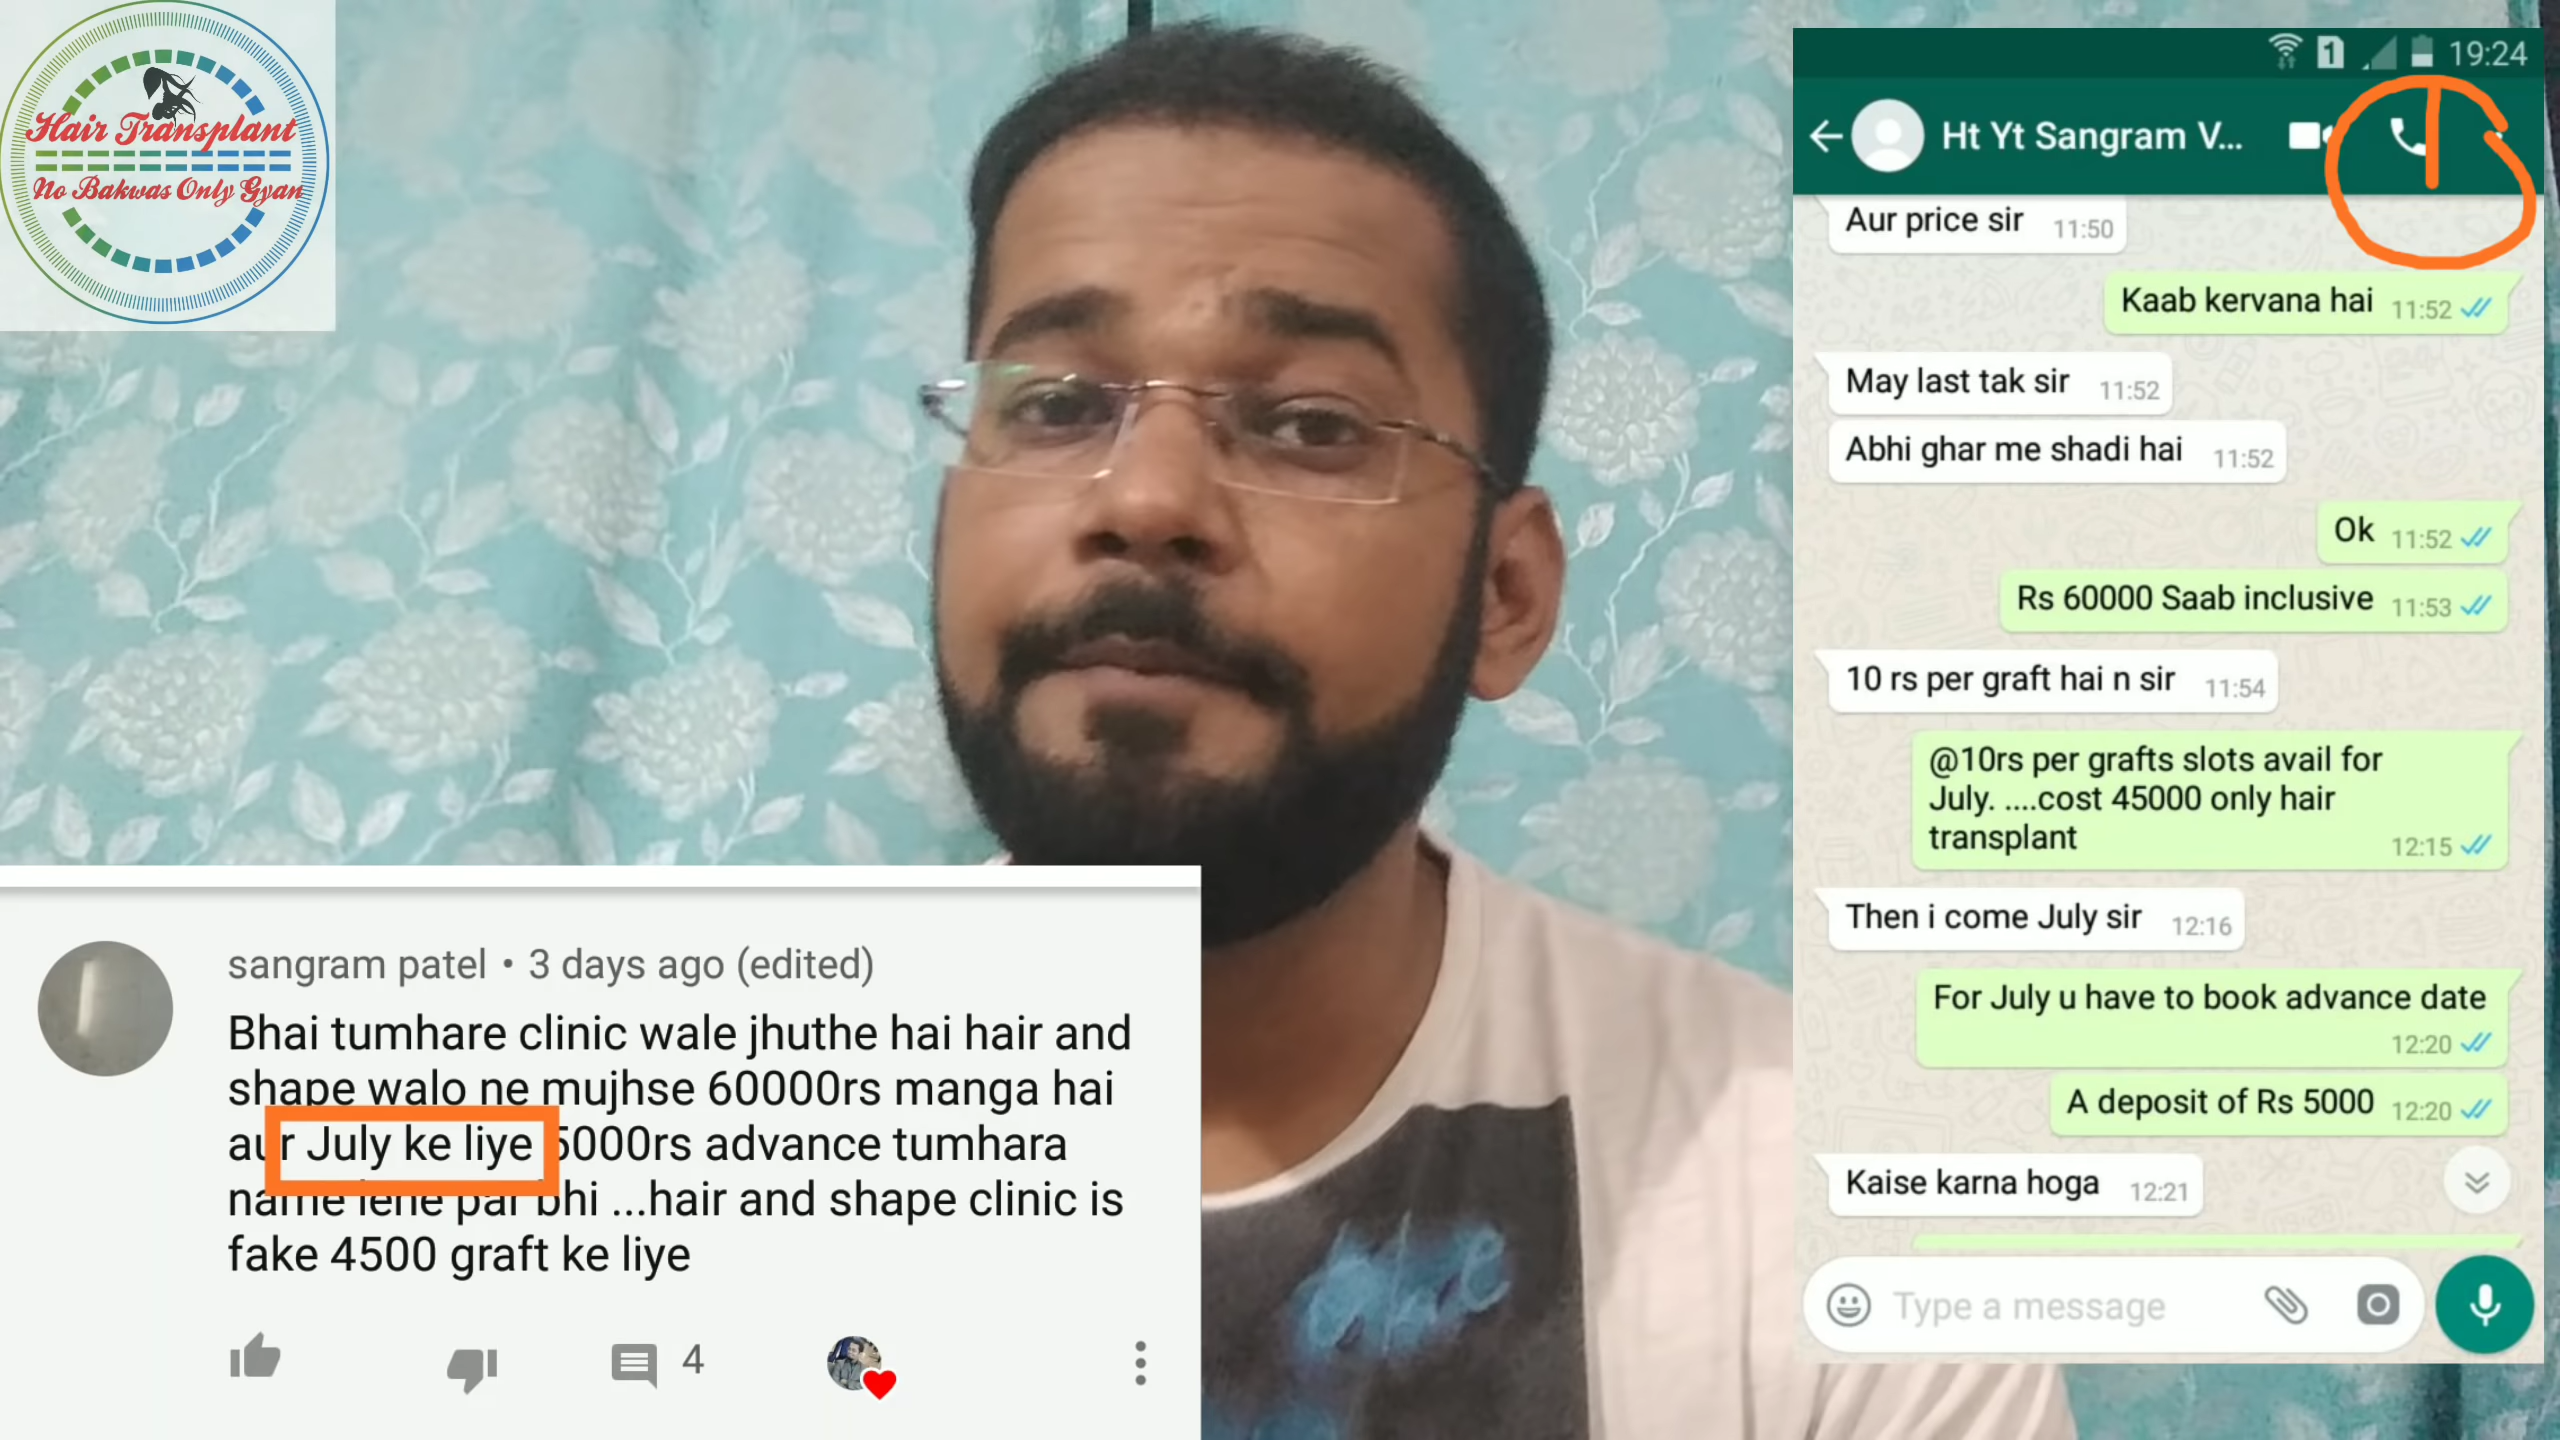 Hair Transplant
No Bakwas Only Gyan
19:24
1
Ht Yt Sangram V...
Aur price sir 11:50
Kaab kervana hai 11:52
May last tak sir 11:52
Abhi ghar me shadi hai 11:52
Ok 11:52
Rs 60000 Saab inclusive 11:53
10 rs per graft hai n sir 11:54
@10rs per grafts slots avail for
July. ....cost 45000 only hair
transplant 12:15
Then i come July sir 12:16
For July u have to book advance date
12:20
A deposit of Rs 5000 12:20
Kaise karna hoga 12:21
Type a message
sangram patel • 3 days ago (edited)
Bhai tumhare clinic wale jhuthe hai hair and
shape walo ne mujhse 60000rs manga hai
aur July ke liye 5000rs advance tumhara
name lene par bhi ...hair and shape clinic is
fake 4500 graft ke liye
4